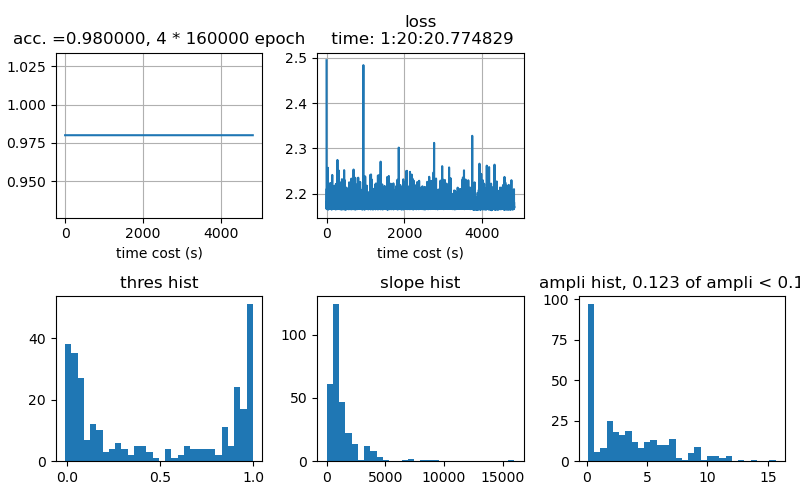 acc. =0.980000, 4 * 160000 epoch
1.025
1.000
0.975
0.950
0 2000 4000
time cost (s)
loss
time: 1:20:20.774829
2.5
2.4
2.3
2.2
0 2000 4000
time cost (s)
thres hist
40
20
0
0.0 0.5 1.0
slope hist
100
50
0
0 5000 10000 15000
ampli hist, 0.123 of ampli < 0.1
100
75
50
25
0
0 5 10 15